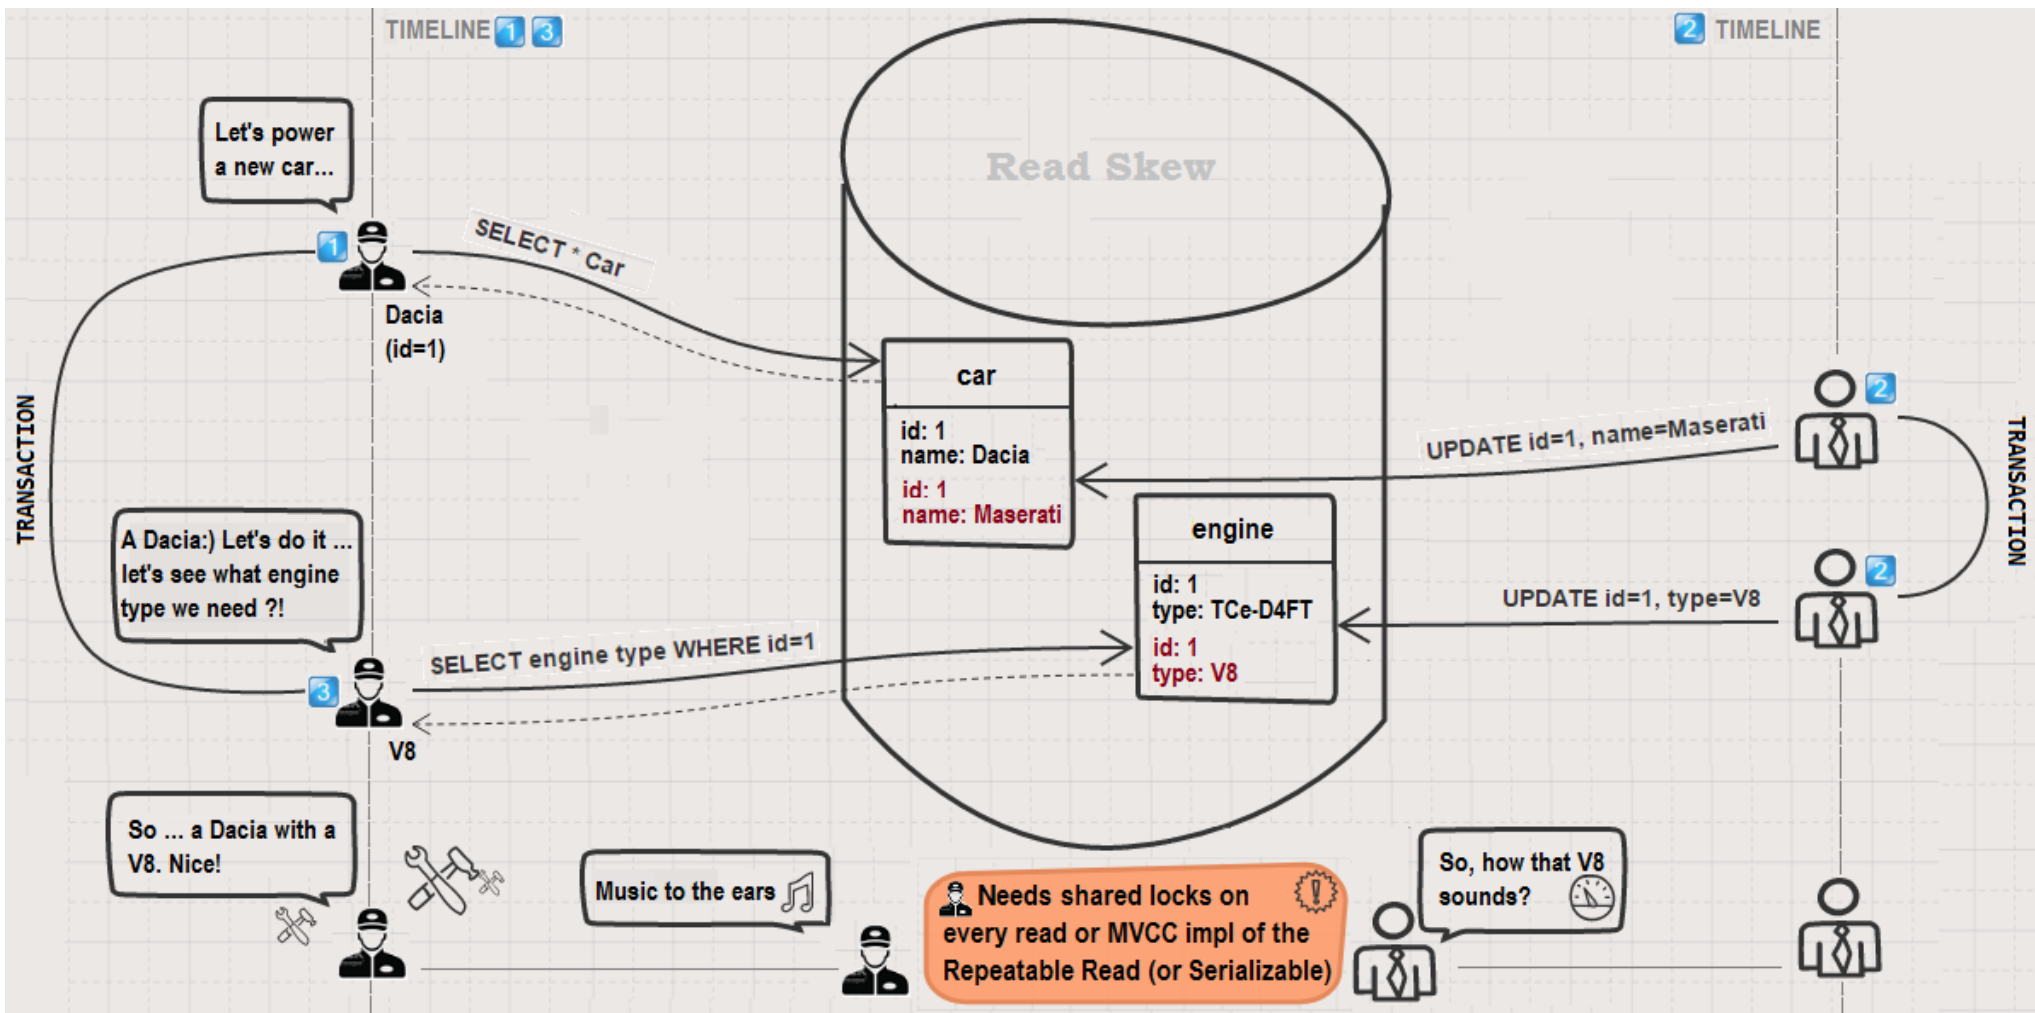 TIMELINE 1 3
2 TIMELINE
Let's power
a new car...
Read Skew
1
SELECT * Car
Dacia
(id=1)
car
id: 1
name: Dacia
id: 1
name: Maserati
UPDATE id=1, name=Maserati
2
TRANSACTION
TRANSACTION
A Dacia:) Let's do it ...
let's see what engine
type we need ?!
engine
id: 1
type: TCe-D4FT
id: 1
type: V8
UPDATE id=1, type=V8
2
SELECT engine type WHERE id=1
3
V8
So ... a Dacia with a
V8. Nice!
Music to the ears
Needs shared locks on
every read or MVCC impl of the
Repeatable Read (or Serializable)
So, how that V8
sounds?